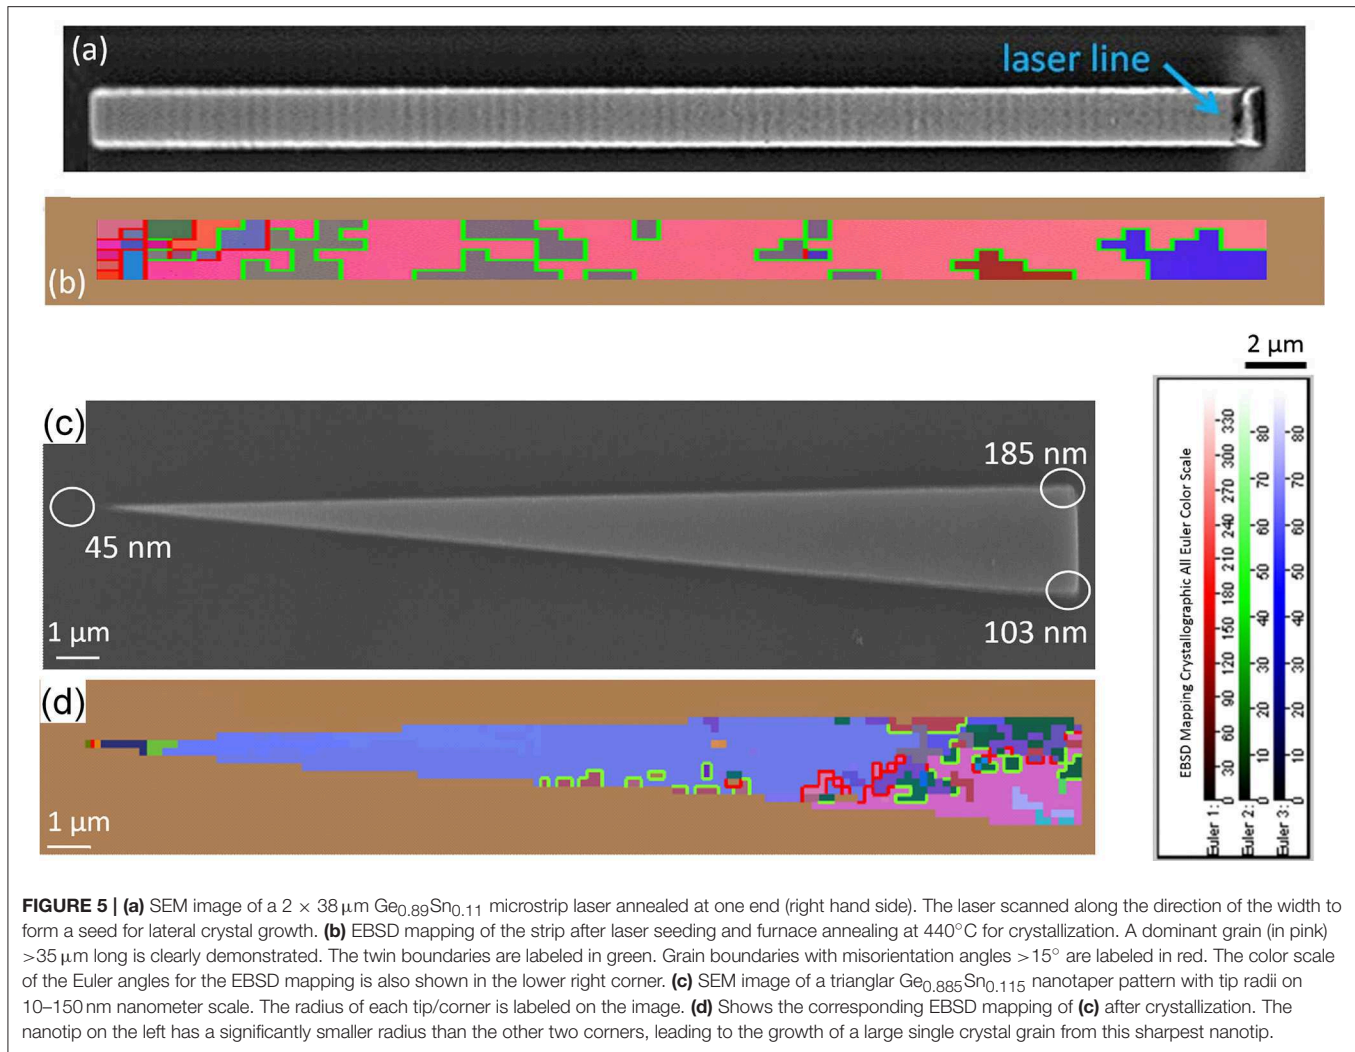 (a)
laser line
(b)
2 μm
(c)
185 nm
45 nm
103 nm
1 μm
(d)
1 μm
EBSD Mapping Crystallographic All Euler Color Scale
Euler 1: 0 30 60 90 120 150 180 210 240 270 300 330
Euler 2: 0 10 20 30 40 50 60 70 80
Euler 3: 0 10 20 30 40 50 60 70 80
FIGURE 5 | (a) SEM image of a 2 × 38 μm Ge0.89Sn0.11 microstrip laser annealed at one end (right hand side). The laser scanned along the direction of the width to
form a seed for lateral crystal growth. (b) EBSD mapping of the strip after laser seeding and furnace annealing at 440°C for crystallization. A dominant grain (in pink)
>35 μm long is clearly demonstrated. The twin boundaries are labeled in green. Grain boundaries with misorientation angles >15° are labeled in red. The color scale
of the Euler angles for the EBSD mapping is also shown in the lower right corner. (c) SEM image of a trianglar Ge0.885Sn0.115 nanotaper pattern with tip radii on
10–150 nm nanometer scale. The radius of each tip/corner is labeled on the image. (d) Shows the corresponding EBSD mapping of (c) after crystallization. The
nanotip on the left has a significantly smaller radius than the other two corners, leading to the growth of a large single crystal grain from this sharpest nanotip.